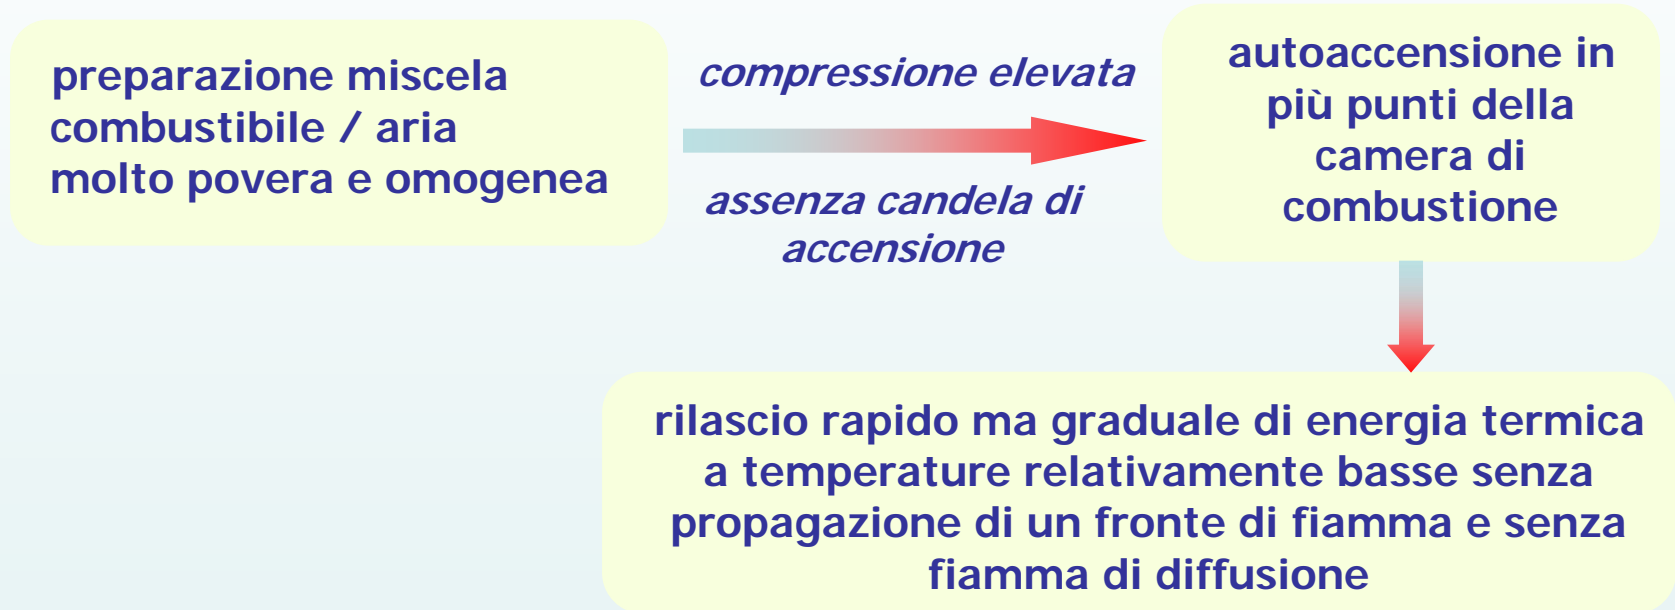 preparazione miscela
combustibile / aria
molto povera e omogenea
compressione elevata
assenza candela di
accensione
autoaccensione in
più punti della
camera di
combustione
rilascio rapido ma graduale di energia termica
a temperature relativamente basse senza
propagazione di un fronte di fiamma e senza
fiamma di diffusione